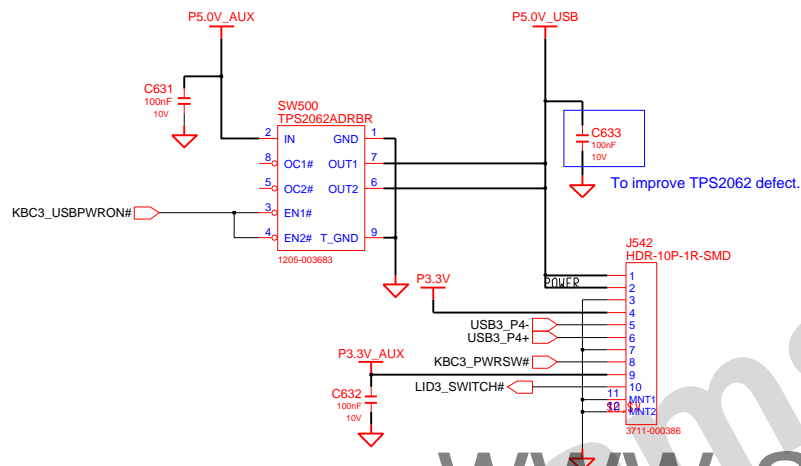 P5.0V_AUX
P5.0V_USB
C631
100nF
10V
SW500
TPS2062ADRBR
2 IN GND 1
8 OC1# OUT1 7
5 OC2# OUT2 6
3 EN1#
4 EN2# T_GND 9
1205-003683
KBC3_USBPWRON#
C633
100nF
10V
To improve TPS2062 defect.
J542
HDR-10P-1R-SMD
P3.3V
POWER
1
2
3
4
USB3_P4- 5
USB3_P4+ 6
7
P3.3V_AUX
KBC3_PWRSW# 8
9
LID3_SWITCH# 10
C632
100nF
10V
11 MNT1
12 MNT2
3711-000386
www.